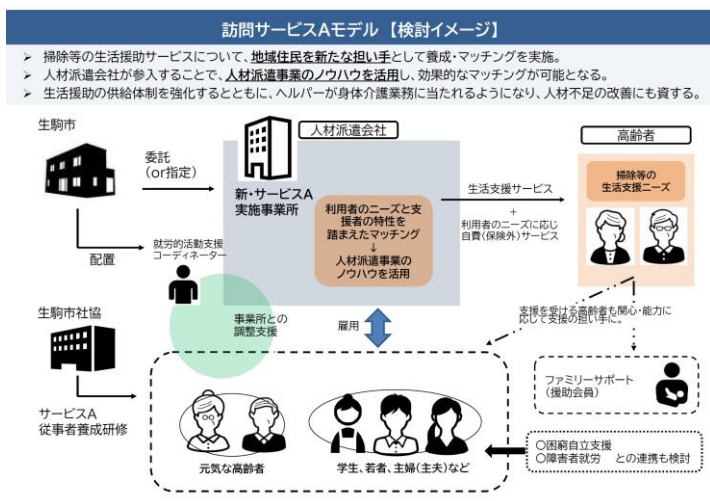 訪問サービスAモデル 【検討イメージ】
➢ 掃除等の生活援助サービスについて、地域住民を新たな担い手として養成・マッチングを実施。
➢ 人材派遣会社が参入することで、人材派遣事業のノウハウを活用し、効果的なマッチングが可能となる。
➢ 生活援助の供給体制を強化するとともに、ヘルパーが身体介護業務に当たれるようになり、人材不足の改善にも資する。
生駒市
委託
(or指定)
人材派遣会社
新・サービスA
実施事業所
利用者のニーズと支
援者の特性を
踏まえたマッチング
↓
人材派遣事業の
ノウハウを活用
生活支援サービス
+
利用者のニーズに応じ
自費(保険外)サービス
高齢者
掃除等の
生活支援ニーズ
配置
就労的活動支援
コーディネーター
生駒市社協
事業所との
調整支援
雇用
支援を受ける高齢者も関心・能力に
応じて支援の担い手に。
ファミリーサポート
(援助会員)
サービスA
従事者養成研修
元気な高齢者
学生、若者、主婦(主夫)など
〇困窮自立支援
〇障害者就労 との連携も検討